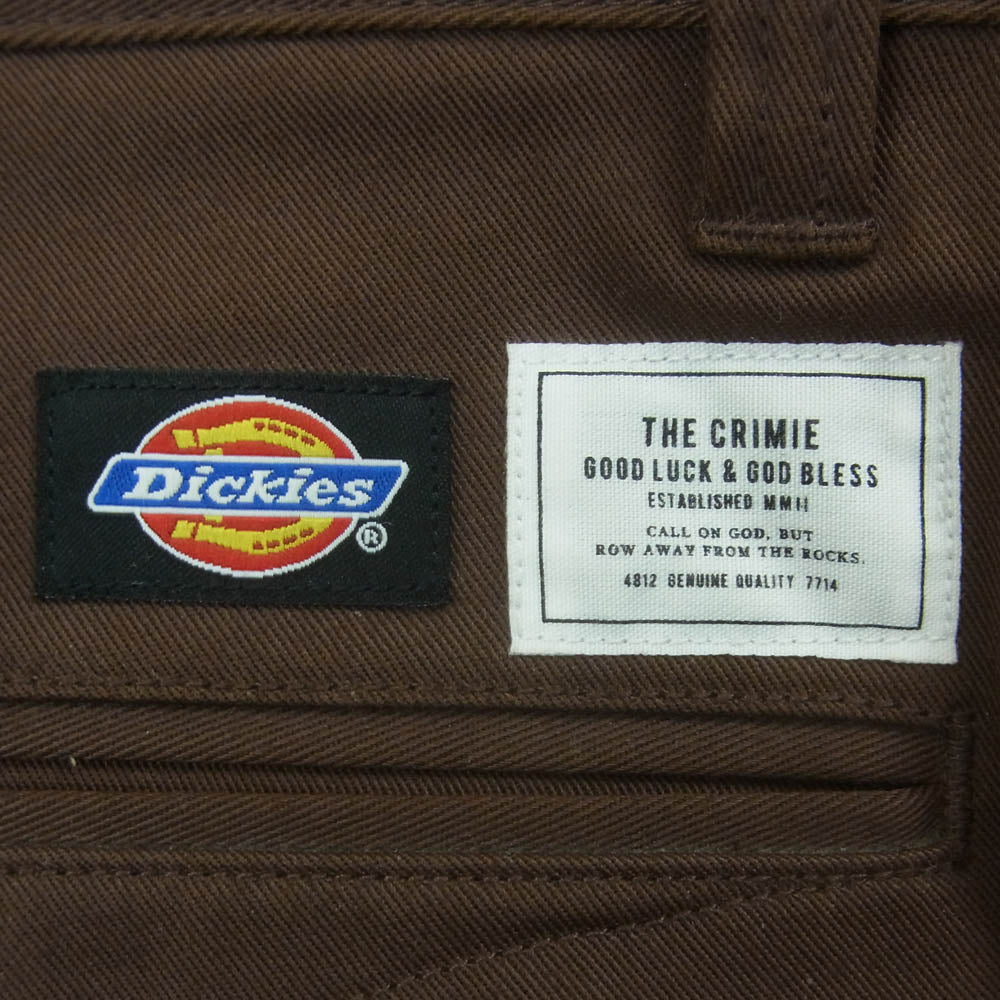 Dickies
®
THE CRIMIE
GOOD LUCK & GOD BLESS
ESTABLISHED MMII
CALL ON GOD, BUT
ROW AWAY FROM THE ROCKS.
4812 GENUINE QUALITY 7714